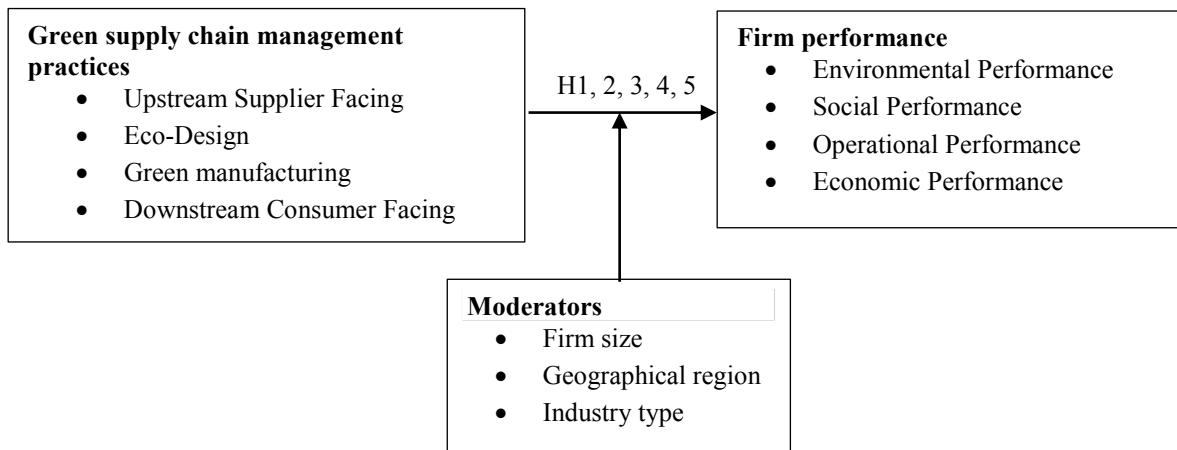 Green supply chain management
practices
• Upstream Supplier Facing
• Eco-Design
• Green manufacturing
• Downstream Consumer Facing
H1, 2, 3, 4, 5
Firm performance
• Environmental Performance
• Social Performance
• Operational Performance
• Economic Performance
Moderators
• Firm size
• Geographical region
• Industry type